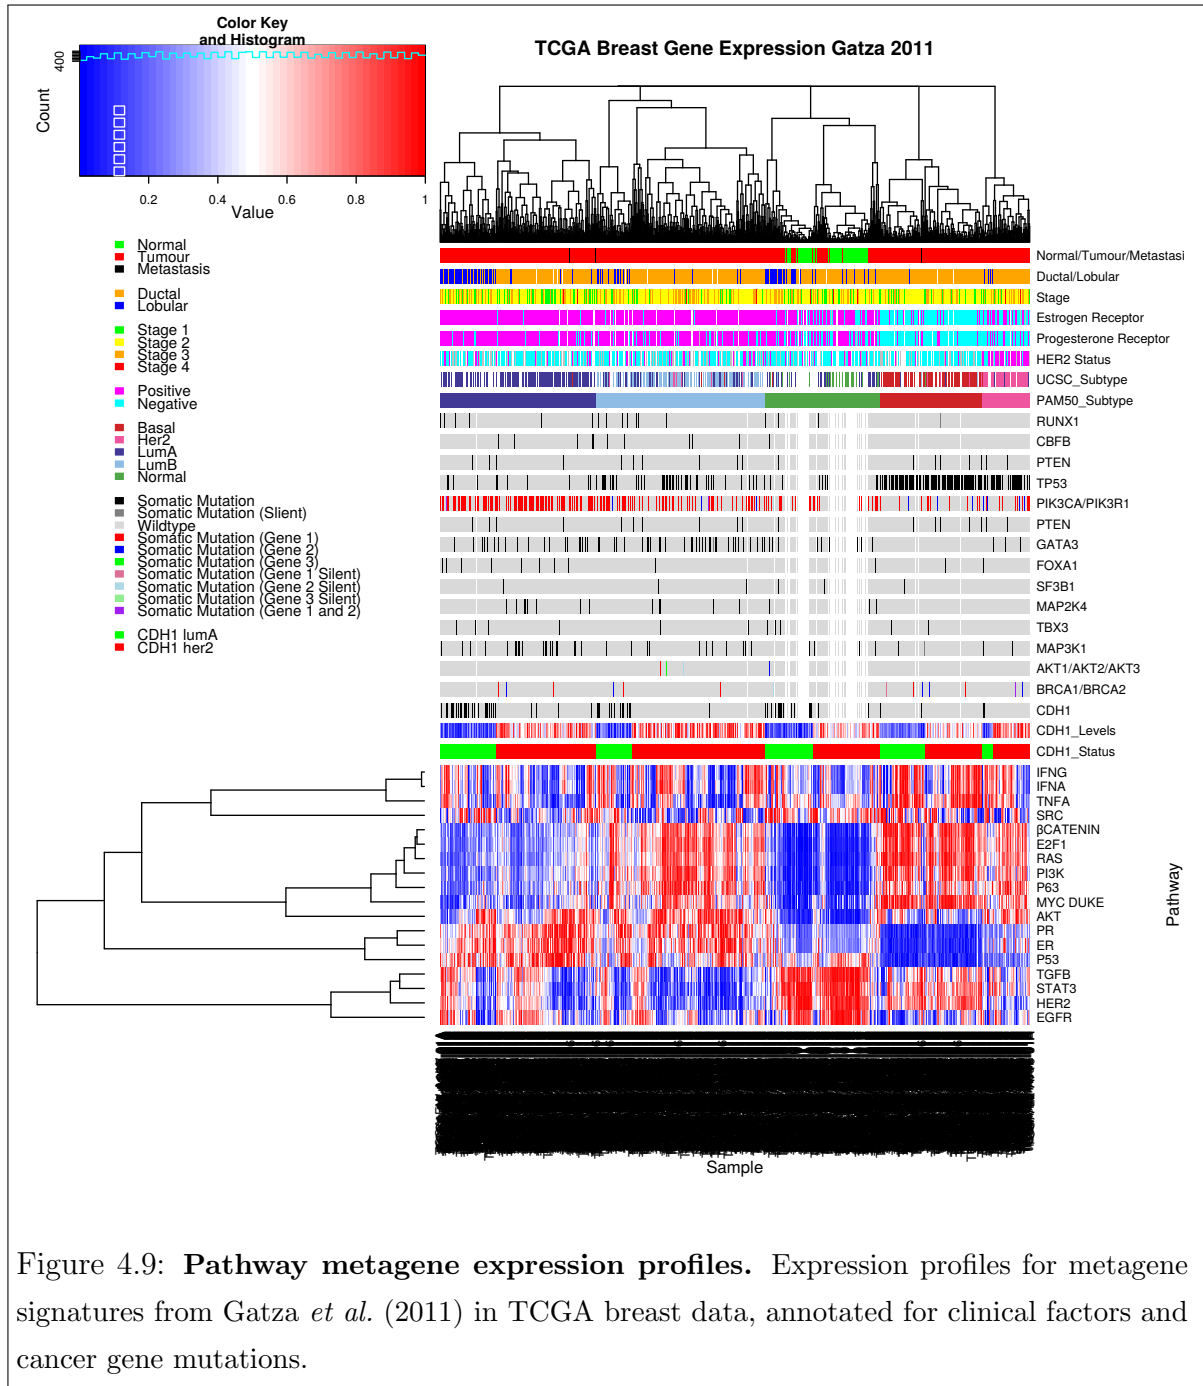 Color Key
and Histogram
400
Count
0.2
0.4
0.6
0.8
1
Value
TCGA Breast Gene Expression Gatza 2011
Normal
Tumour
Metastasis
Ductal
Lobular
Stage 1
Stage 2
Stage 3
Stage 4
Positive
Negative
Basal
Her2
LumA
LumB
Normal
Somatic Mutation
Somatic Mutation (Slient)
Wildtype
Somatic Mutation (Gene 1)
Somatic Mutation (Gene 2)
Somatic Mutation (Gene 3)
Somatic Mutation (Gene 1 Silent)
Somatic Mutation (Gene 2 Silent)
Somatic Mutation (Gene 3 Silent)
Somatic Mutation (Gene 1 and 2)
CDH1 lumA
CDH1 her2
Normal/Tumour/Metastasi
Ductal/Lobular
Stage
Estrogen Receptor
Progesterone Receptor
HER2 Status
UCSC_Subtype
PAM50_Subtype
RUNX1
CBFB
PTEN
TP53
PIK3CA/PIK3R1
PTEN
GATA3
FOXA1
SF3B1
MAP2K4
TBX3
MAP3K1
AKT1/AKT2/AKT3
BRCA1/BRCA2
CDH1
CDH1_Levels
CDH1_Status
IFNG
IFNA
TNFA
SRC
βCATENIN
E2F1
RAS
PI3K
P63
MYC DUKE
AKT
PR
ER
P53
TGFB
STAT3
HER2
EGFR
Pathway
Sample
Figure 4.9: Pathway metagene expression profiles. Expression profiles for metagene
signatures from Gatza et al. (2011) in TCGA breast data, annotated for clinical factors and
cancer gene mutations.